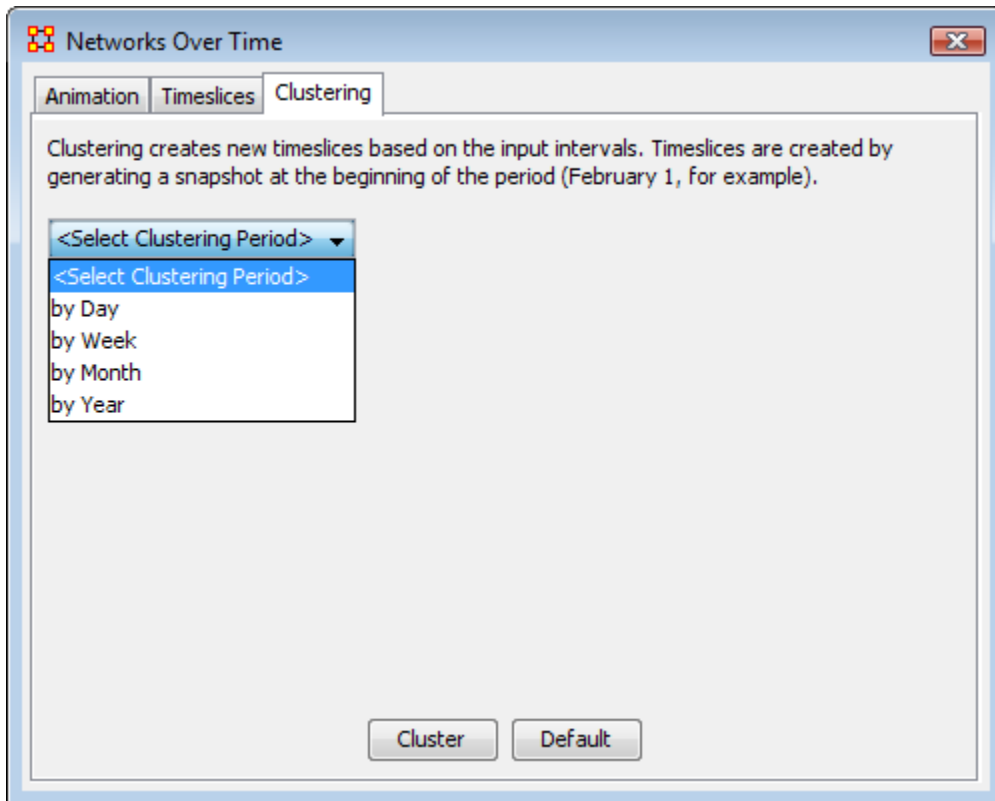 Networks Over Time
Animation
Timeslices
Clustering
Clustering creates new timeslices based on the input intervals. Timeslices are created by
generating a snapshot at the beginning of the period (February 1, for example).
<Select Clustering Period>
<Select Clustering Period>
by Day
by Week
by Month
by Year
Cluster
Default